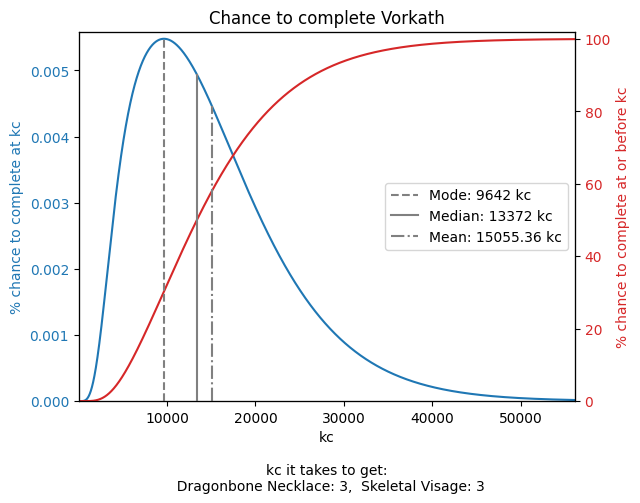 Chance to complete Vorkath
% chance to complete at kc
0.005
0.004
0.003
0.002
0.001
0.000
Mode: 9642 kc
Median: 13372 kc
Mean: 15055.36 kc
100
80
60
40
20
0
% chance to complete at or before kc
10000 20000 30000 40000 50000
kc
kc it takes to get:
Dragonbone Necklace: 3, Skeletal Visage: 3